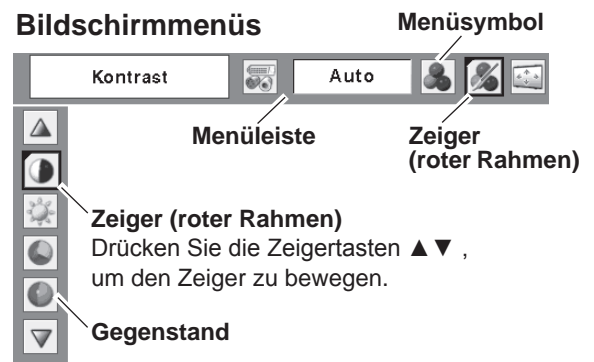 Bildschirmmenüs
Menüsymbol
Kontrast
Auto
Menüleiste
Zeiger
(roter Rahmen)
Zeiger (roter Rahmen)
Drücken Sie die Zeigertasten ▲▼ ,
um den Zeiger zu bewegen.
Gegenstand